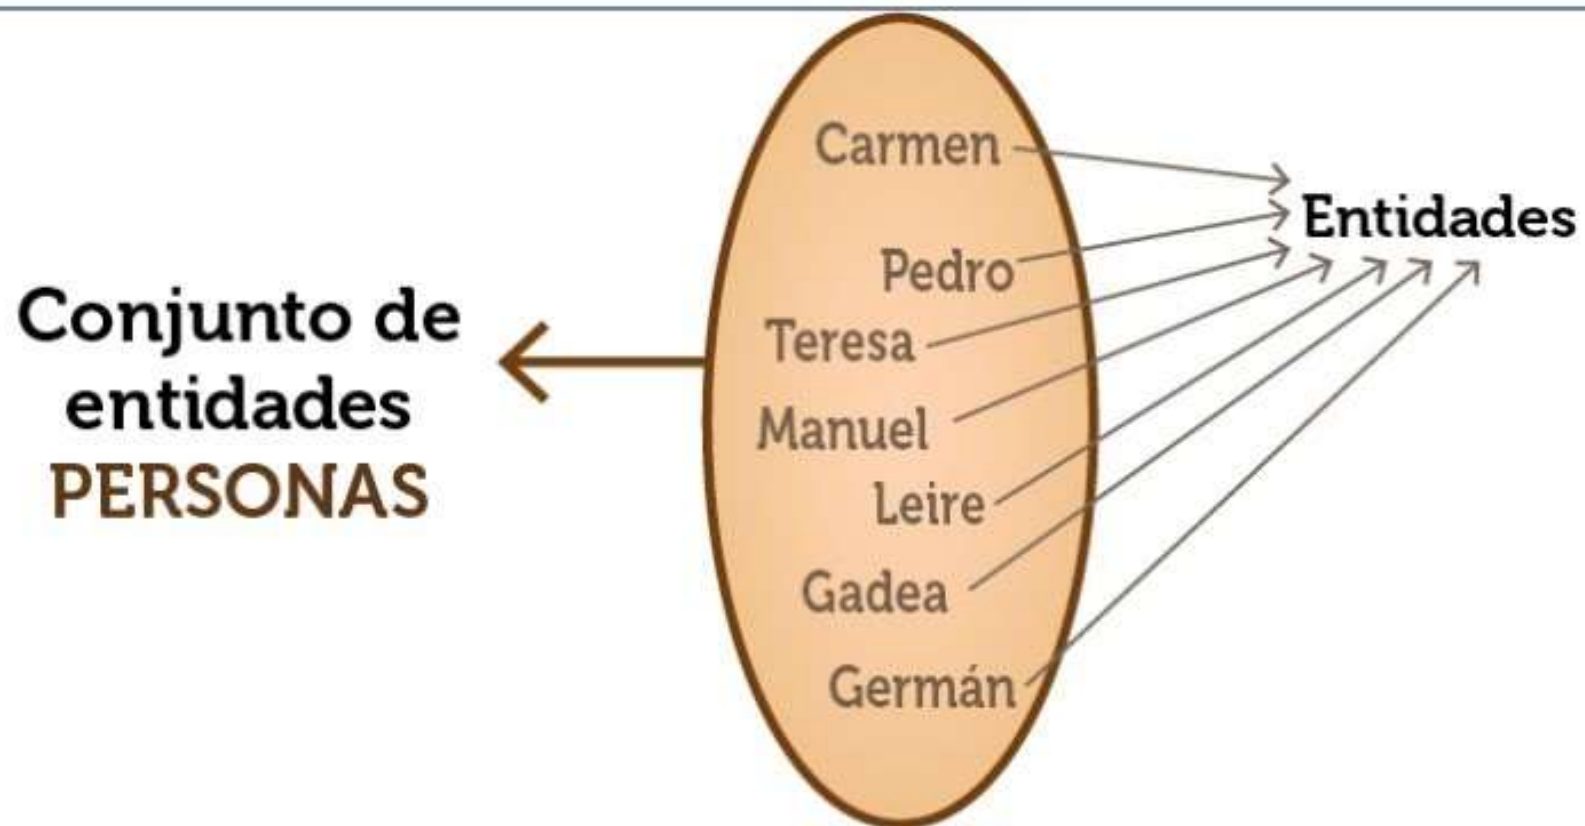 Conjunto de
entidades
PERSONAS
Carmen
Pedro
Teresa
Manuel
Leire
Gadea
Germán
Entidades